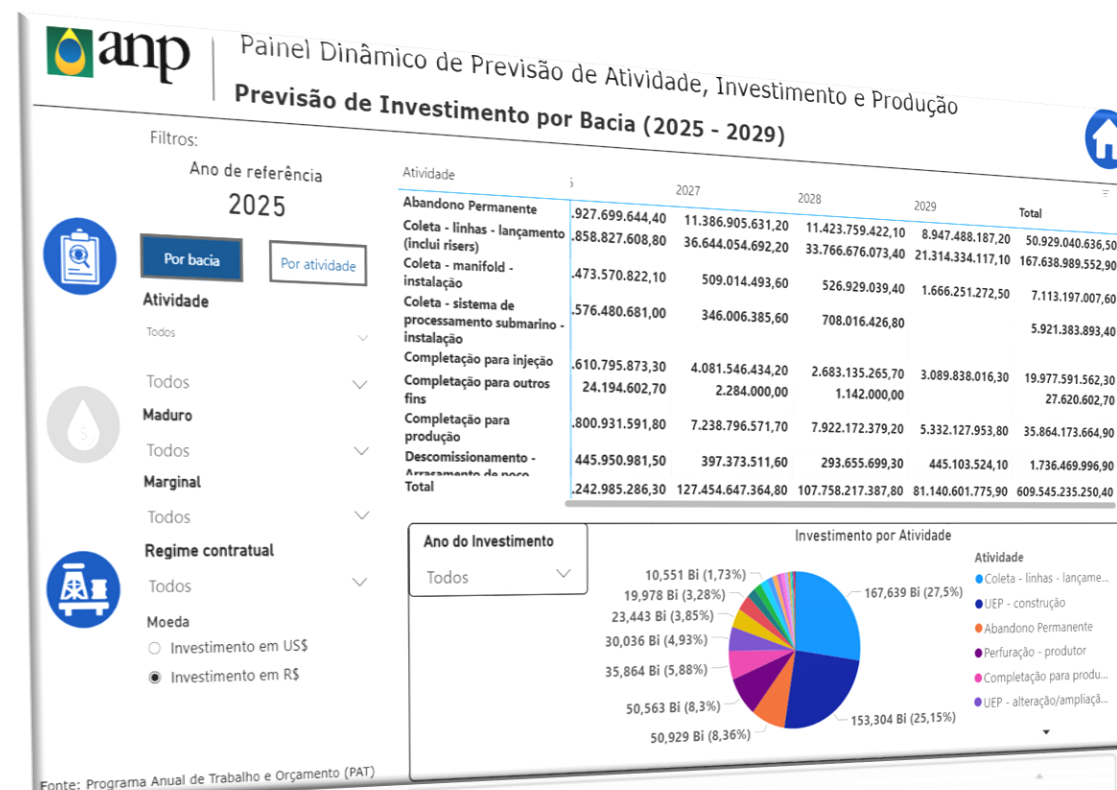 anp
Painel Dinâmico de Previsão de Atividade, Investimento e Produção
Previsão de Investimento por Bacia (2025 - 2029)
Filtros:
Ano de referência
2025
Por bacia Por atividade
Atividade
Todos
Todos
Maduro
Todos
Marginal
Todos
Regime contratual
Todos
Moeda
Investimento em US$
Investimento em R$
Atividade 2027 2028 2029 Total
Abandono Permanente .927.699.644,40 11.386.905.631,20 11.423.759.422,10 8.947.488.187,20 50.929.040.636,50
Coleta - linhas - lançamento
(inclui risers) .858.827.608,80 36.644.054.692,20 33.766.676.073,40 21.314.334.117,10 167.638.989.552,90
Coleta - manifold -
instalação .473.570.822,10 509.014.493,60 526.929.039,40 1.666.251.272,50 7.113.197.007,60
Coleta - sistema de
processamento submarino -
instalação .576.480.681,00 346.006.385,60 708.016.426,80 5.921.383.893,40
Completação para injeção .610.795.873,30 4.081.546.434,20 2.683.135.265,70 3.089.838.016,30 19.977.591.562,30
Completação para outros
fins 24.194.602,70 2.284.000,00 1.142.000,00 27.620.602,70
Completação para
produção .800.931.591,80 7.238.796.571,70 7.922.172.379,20 5.332.127.953,80 35.864.173.664,90
Descomissionamento -
Arrasamento de poço 445.950.981,50 397.373.511,60 293.655.699,30 445.103.524,10 1.736.469.996,90
Total .242.985.286,30 127.454.647.364,80 107.758.217.387,80 81.140.601.775,90 609.545.235.250,40
Ano do Investimento
Todos
Investimento por Atividade
10,551 Bi (1,73%)
19,978 Bi (3,28%)
23,443 Bi (3,85%)
30,036 Bi (4,93%)
35,864 Bi (5,88%)
50,563 Bi (8,3%)
50,929 Bi (8,36%)
167,639 Bi (27,5%)
153,304 Bi (25,15%)
Atividade
Coleta - linhas - lançame...
UEP - construção
Abandono Permanente
Perfuração - produtor
Completação para produ...
UEP - alteração/ampliaçã...
Fonte: Programa Anual de Trabalho e Orçamento (PAT)